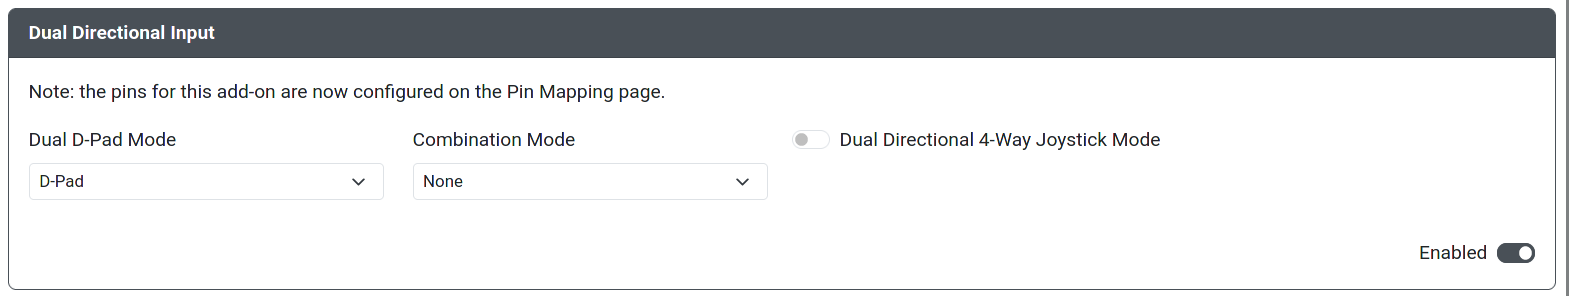 Dual Directional Input
Note: the pins for this add-on are now configured on the Pin Mapping page.
Dual D-Pad Mode
D-Pad
Combination Mode
None
Dual Directional 4-Way Joystick Mode
Enabled